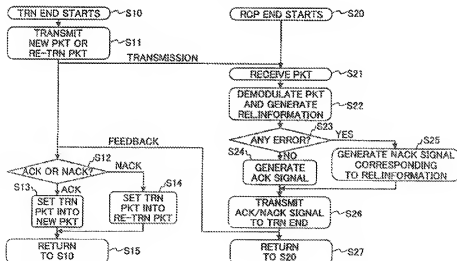 TRN END STARTS
S10
TRANSMIT
NEW PKT OR
RE-TRN PKT
S11
TRANSMISSION
RCP END STARTS
S20
RECEIVE PKT
S21
DEMODULATE PKT
AND GENERATE
REL.INFORMATION
S22
ANY ERROR?
S23
YES
NO
S24
GENERATE
ACK SIGNAL
S25
GENERATE NACK SIGNAL
CORRESPONDING
TO REL.INFORMATION
FEEDBACK
ACK OR NACK?
S12
NACK
ACK
S13
SET TRN
PKT INTO
NEW PKT
S14
SET TRN
PKT INTO
RE-TRN PKT
TRANSMIT
ACK/NACK SIGNAL
TO TRN END
S26
RETURN
TO S10
S15
RETURN
TO S20
S27